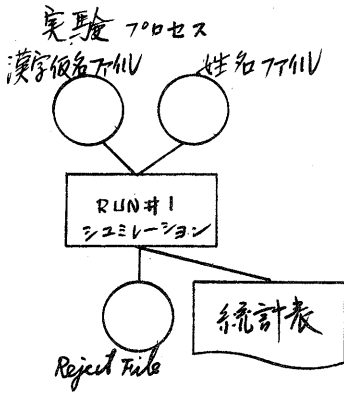 実験 プロセス
漢字仮名ファイル
姓名ファイル
RUN#1
シュミレーション
統計表
Reject File